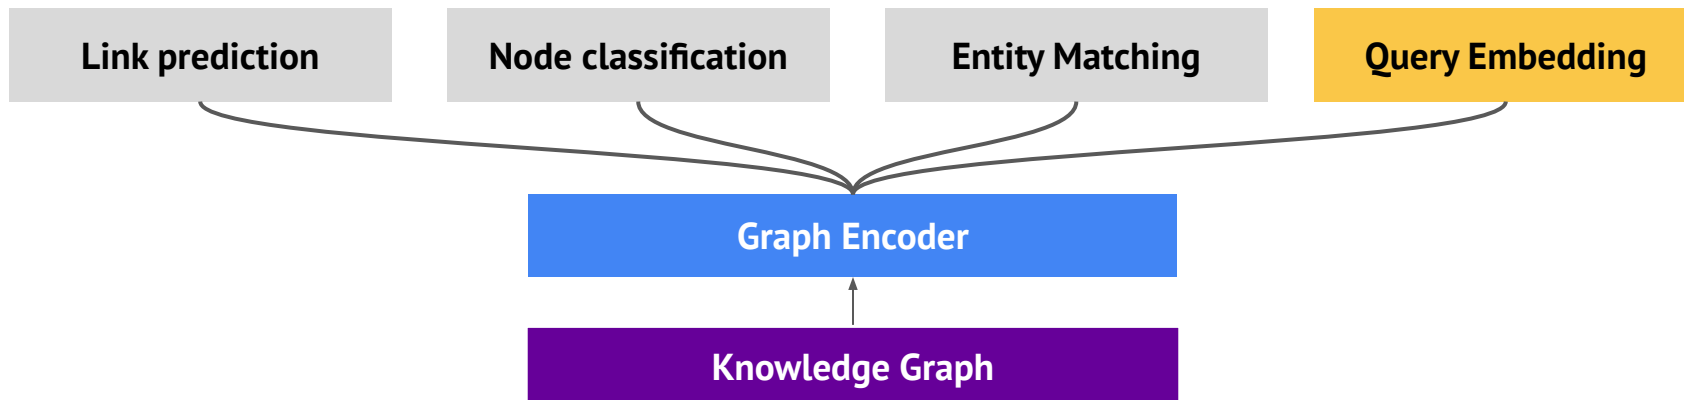 Link prediction
Node classification
Entity Matching
Query Embedding
Graph Encoder
Knowledge Graph